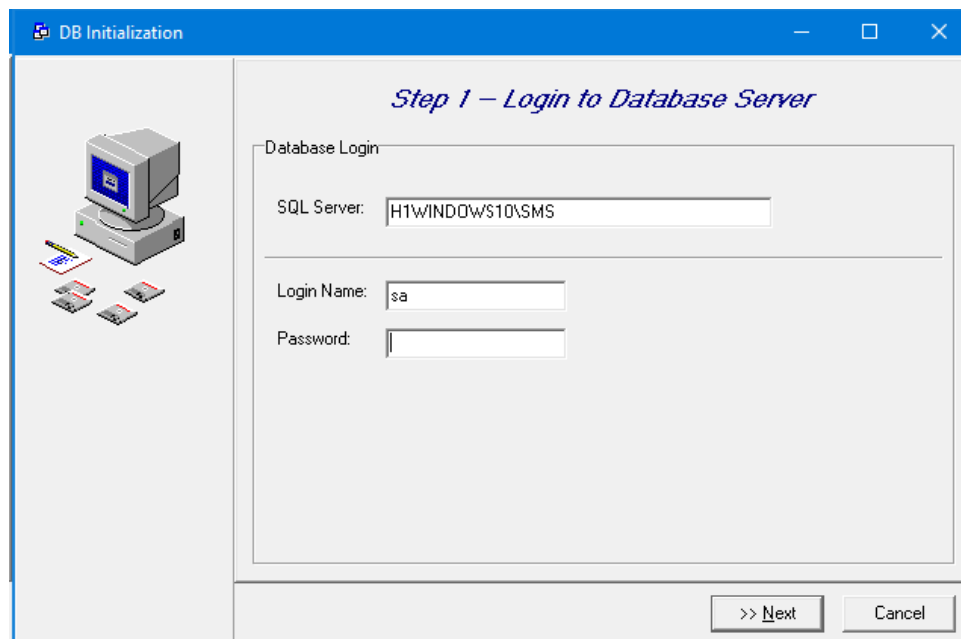 DB Initialization
Step 1 – Login to Database Server
Database Login
SQL Server: H1WINDOWS10\SMS
Login Name: sa
Password:
>> Next Cancel